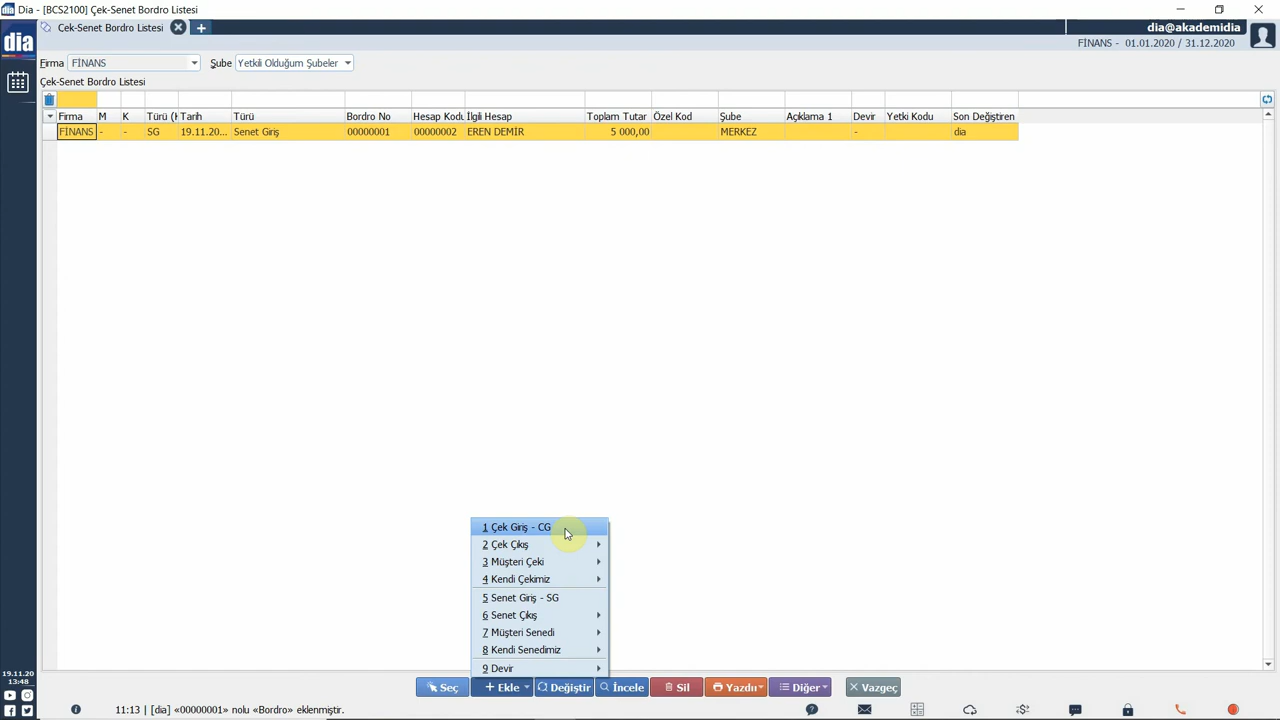 Dia - [BCS2100] Çek-Senet Bordro Listesi
dia
Çek-Senet Bordro Listesi
dia@akademidia
FİNANS - 01.01.2020 / 31.12.2020
Firma FİNANS Şube Yetkili Olduğum Şubeler
Çek-Senet Bordro Listesi
Firma M K Türü (K Tarih Türü Bordro No Hesap Kodu İlgili Hesap Toplam Tutar Özel Kod Şube Açıklama 1 Devir Yetki Kodu Son Değiştiren
FİNANS - - SG 19.11.20... Senet Giriş 00000001 00000002 EREN DEMİR 5 000,00 MERKEZ - dia
1 Çek Giriş - CG
2 Çek Çıkış
3 Müşteri Çeki
4 Kendi Çekimiz
5 Senet Giriş - SG
6 Senet Çıkış
7 Müşteri Senedi
8 Kendi Senedimiz
9 Devir
Seç Ekle Değiştir İncele Sil Yazdır Diğer Vazgeç
19.11.20
13:48
11:13 | [dia] «00000001» nolu «Bordro» eklenmiştir.